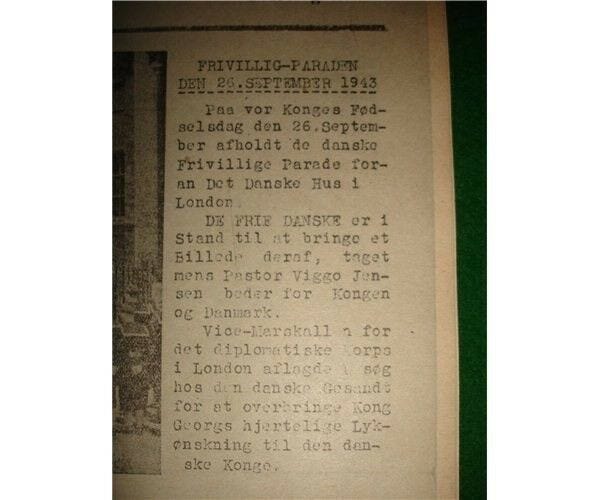 FRIVILLIG-PARADEN
DEN 26.SEPTEMBER 1943
Paa vor Konges Fød-
selsdag den 26.Septem-
ber afholdt de danske
Frivillige Parade for-
an Det Danske Hus i
London.
DE FRIE DANSKE er i
Stand til at bringe et
Billede deraf, taget
mens Pastor Viggo Jen-
sen beder for Kongen
og Danmark.
Vice-Marskall n for
det diplomatiske Korps
i London aflagde søg
hos den danske Gesandt
for at overbringe Kong
Georgs hjertelige Lyk-
ønskning til den dan-
ske Konge.